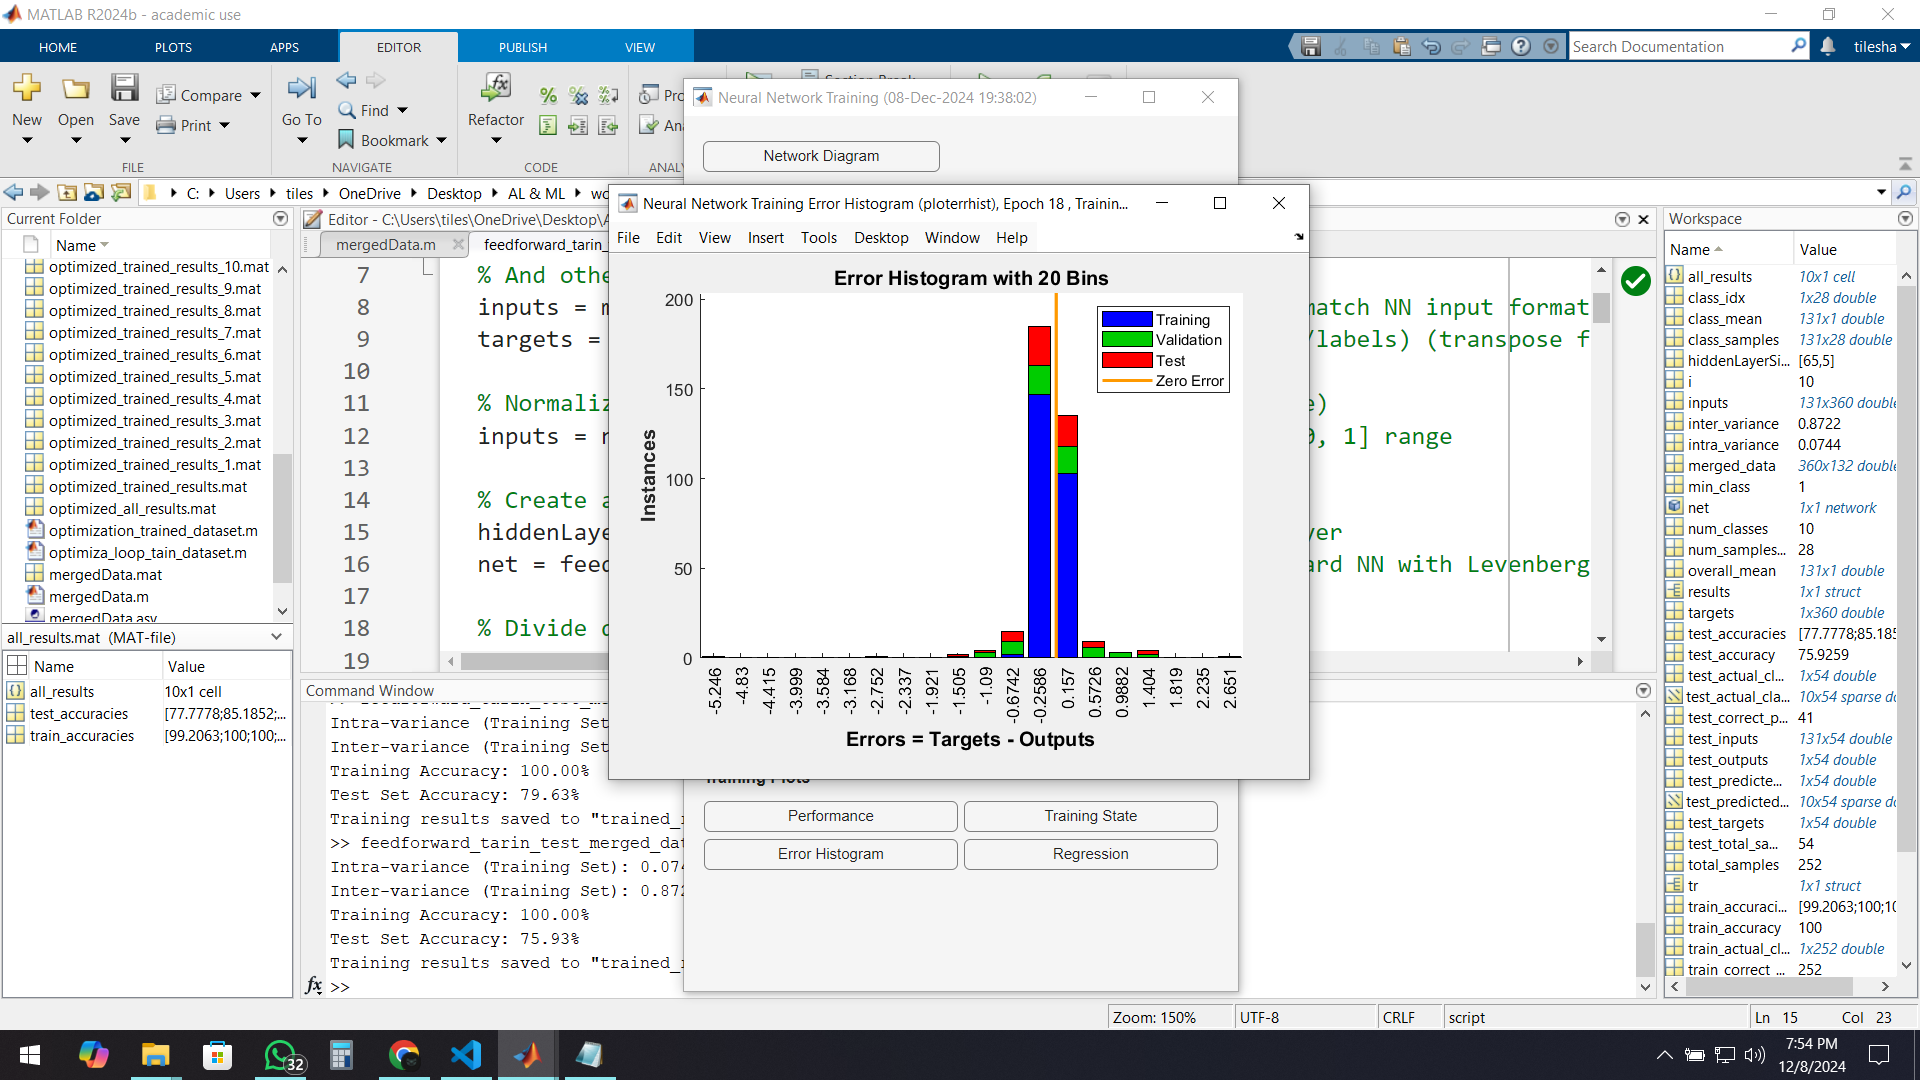 MATLAB R2024b - academic use
HOME PLOTS APPS EDITOR PUBLISH VIEW
Search Documentation
tilesha
New Open Save Compare Print
Go To Find Bookmark
Refactor
FILE NAVIGATE CODE
C: Users tiles OneDrive Desktop AL & ML
Current Folder
Name
optimized_trained_results_10.mat
optimized_trained_results_9.mat
optimized_trained_results_8.mat
optimized_trained_results_7.mat
optimized_trained_results_6.mat
optimized_trained_results_5.mat
optimized_trained_results_4.mat
optimized_trained_results_3.mat
optimized_trained_results_2.mat
optimized_trained_results_1.mat
optimized_trained_results.mat
optimized_all_results.mat
optimization_trained_dataset.m
optimiza_loop_tain_dataset.m
mergedData.mat
mergedData.m
mergedData.asv
all_results.mat (MAT-file)
Name Value
all_results 10x1 cell
test_accuracies [77.7778;85.1852;...
train_accuracies [99.2063;100;100;...
Editor - C:\Users\tiles\OneDrive\Desktop\
mergedData.m feedforward_tarin_
7 % And othe
8 inputs = m match NN input format
9 targets = /labels) (transpose f
10
11 % Normaliz e)
12 inputs = n 0, 1] range
13
14 % Create a
15 hiddenLaye yer
16 net = feed ard NN with Levenberg
17
18 % Divide d
19
Command Window
Intra-variance (Training Set
Inter-variance (Training Set
Training Accuracy: 100.00%
Test Set Accuracy: 79.63%
Training results saved to "trained_r
>> feedforward_tarin_test_merged_dat
Intra-variance (Training Set): 0.074
Inter-variance (Training Set): 0.872
Training Accuracy: 100.00%
Test Set Accuracy: 75.93%
Training results saved to "trained_r
fx >>
Neural Network Training (08-Dec-2024 19:38:02)
Network Diagram
Neural Network Training Error Histogram (ploterrhist), Epoch 18 , Trainin...
File Edit View Insert Tools Desktop Window Help
Error Histogram with 20 Bins
Instances
200
150
100
50
0
Training
Validation
Test
Zero Error
-5.246 -4.83 -4.415 -3.999 -3.584 -3.168 -2.752 -2.337 -1.921 -1.505 -1.09 -0.6742 -0.2586 0.157 0.5726 0.9882 1.404 1.819 2.235 2.651
Errors = Targets - Outputs
Training Plots
Performance Training State
Error Histogram Regression
Workspace
Name Value
all_results 10x1 cell
class_idx 1x28 double
class_mean 131x1 double
class_samples 131x28 double
hiddenLayerSi... [65,5]
i 10
inputs 131x360 double
inter_variance 0.8722
intra_variance 0.0744
merged_data 360x132 double
min_class 1
net 1x1 network
num_classes 10
num_samples... 28
overall_mean 131x1 double
results 1x1 struct
targets 1x360 double
test_accuracies [77.7778;85.185
test_accuracy 75.9259
test_actual_cl... 1x54 double
test_actual_cla... 10x54 sparse do
test_correct_p... 41
test_inputs 131x54 double
test_outputs 1x54 double
test_predicte... 1x54 double
test_predicted... 10x54 sparse do
test_targets 1x54 double
test_total_sa... 54
total_samples 252
tr 1x1 struct
train_accuraci... [99.2063;100;10
train_accuracy 100
train_actual_cl... 1x252 double
train_correct_... 252
Zoom: 150% UTF-8 CRLF script Ln 15 Col 23
32
7:54 PM
12/8/2024